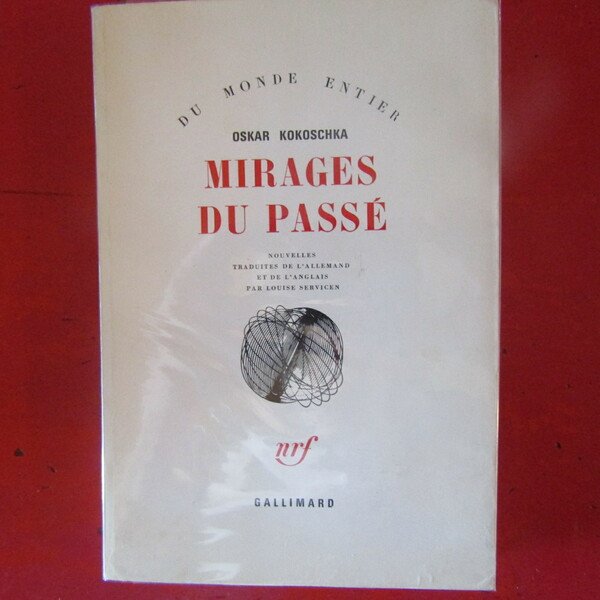 DU MONDE ENTIER
OSKAR KOKOSCHKA
MIRAGES
DU PASSÉ
NOUVELLES
TRADUITES DE L'ALLEMAND
ET DE L'ANGLAIS
PAR LOUISE SERVICEN
nrf
GALLIMARD